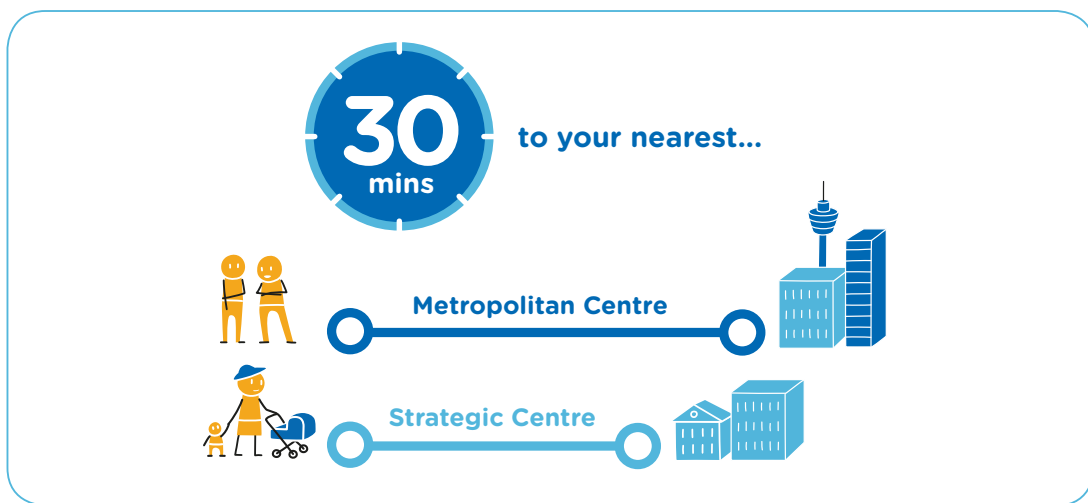 30
mins
to your nearest...
Metropolitan Centre
Strategic Centre